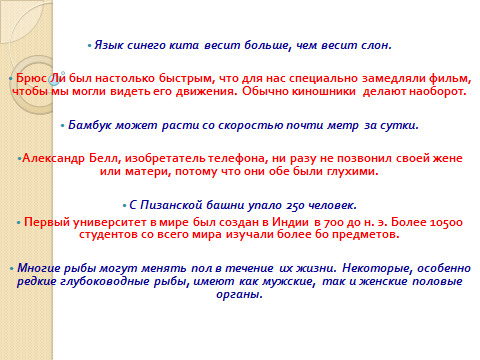 • Язык синего кита весит больше, чем весит слон.
• Брюс Ли был настолько быстрым, что для нас специально замедляли фильм,
чтобы мы могли видеть его движения. Обычно киношники делают наоборот.
• Бамбук может расти со скоростью почти метр за сутки.
•Александр Белл, изобретатель телефона, ни разу не позвонил своей жене
или матери, потому что они обе были глухими.
• С Пизанской башни упало 250 человек.
• Первый университет в мире был создан в Индии в 700 до н. э. Более 10500
студентов со всего мира изучали более 60 предметов.
• Многие рыбы могут менять пол в течение их жизни. Некоторые, особенно
редкие глубоководные рыбы, имеют как мужские, так и женские половые
органы.